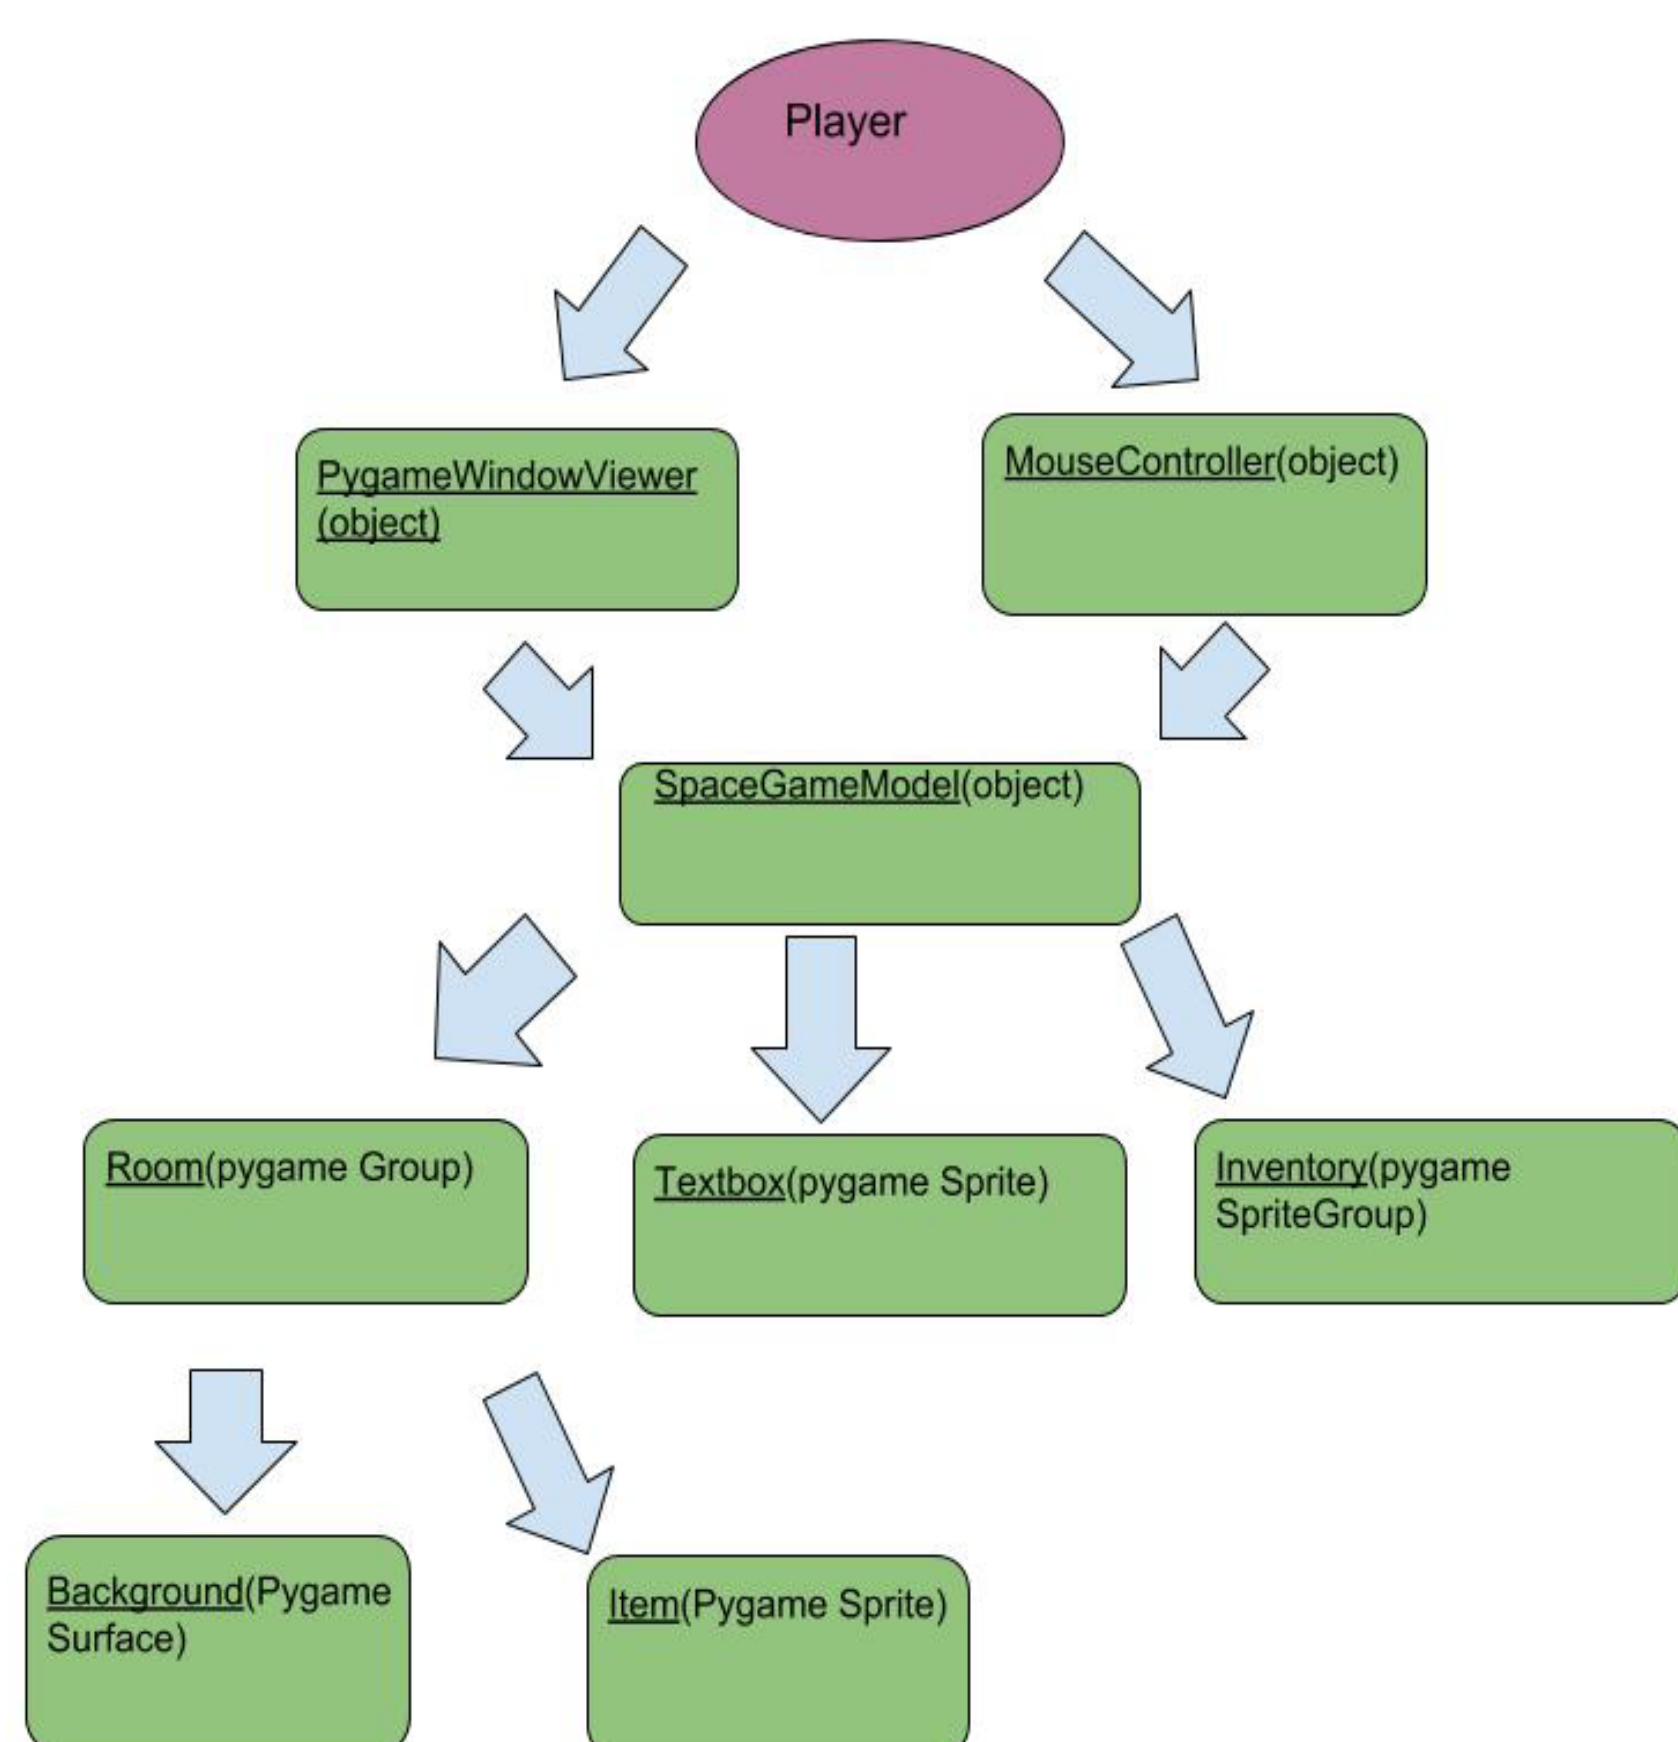 Player
PygameWindowViewer
(object)
MouseController(object)
SpaceGameModel(object)
Room(pygame Group)
Textbox(pygame Sprite)
Inventory(pygame
SpriteGroup)
Background(Pygame
Surface)
Item(Pygame Sprite)